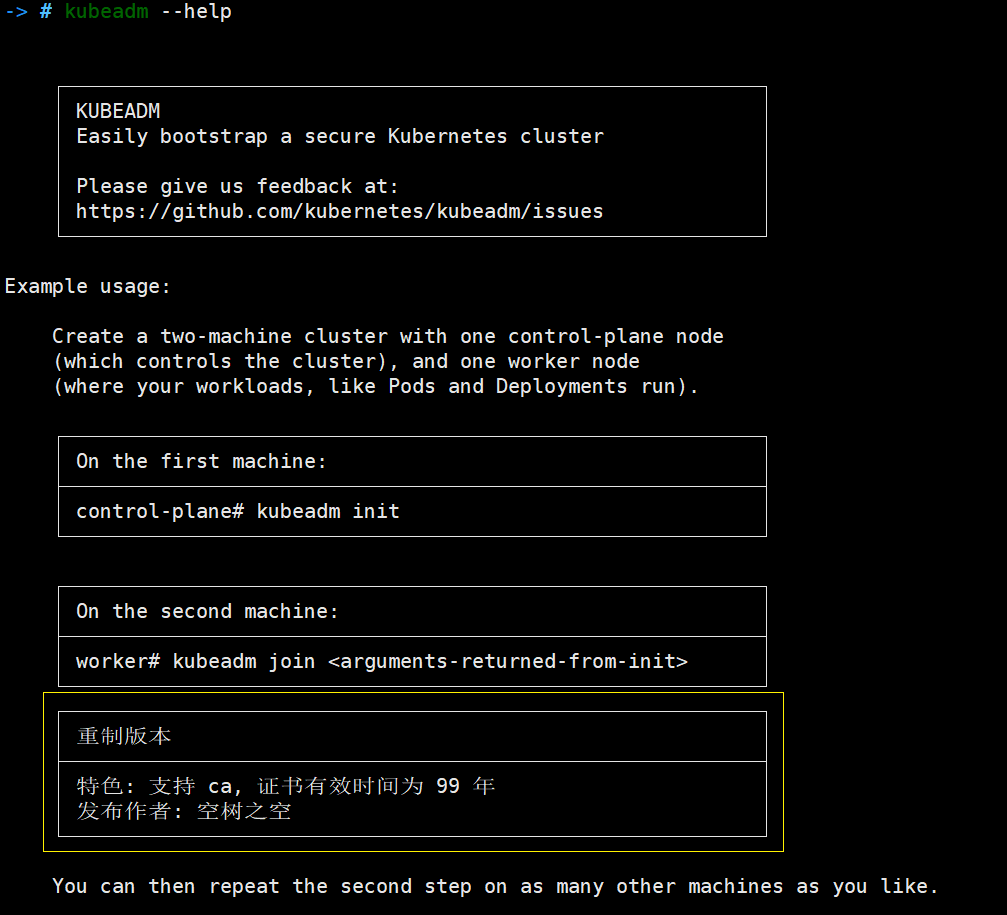 -> # kubeadm --help
KUBEADM
Easily bootstrap a secure Kubernetes cluster
Please give us feedback at:
https://github.com/kubernetes/kubeadm/issues
Example usage:
Create a two-machine cluster with one control-plane node
(which controls the cluster), and one worker node
(where your workloads, like Pods and Deployments run).
On the first machine:
control-plane# kubeadm init
On the second machine:
worker# kubeadm join <arguments-returned-from-init>
重制版本
特色: 支持 ca, 证书有效时间为 99 年
发布作者: 空树之空
You can then repeat the second step on as many other machines as you like.